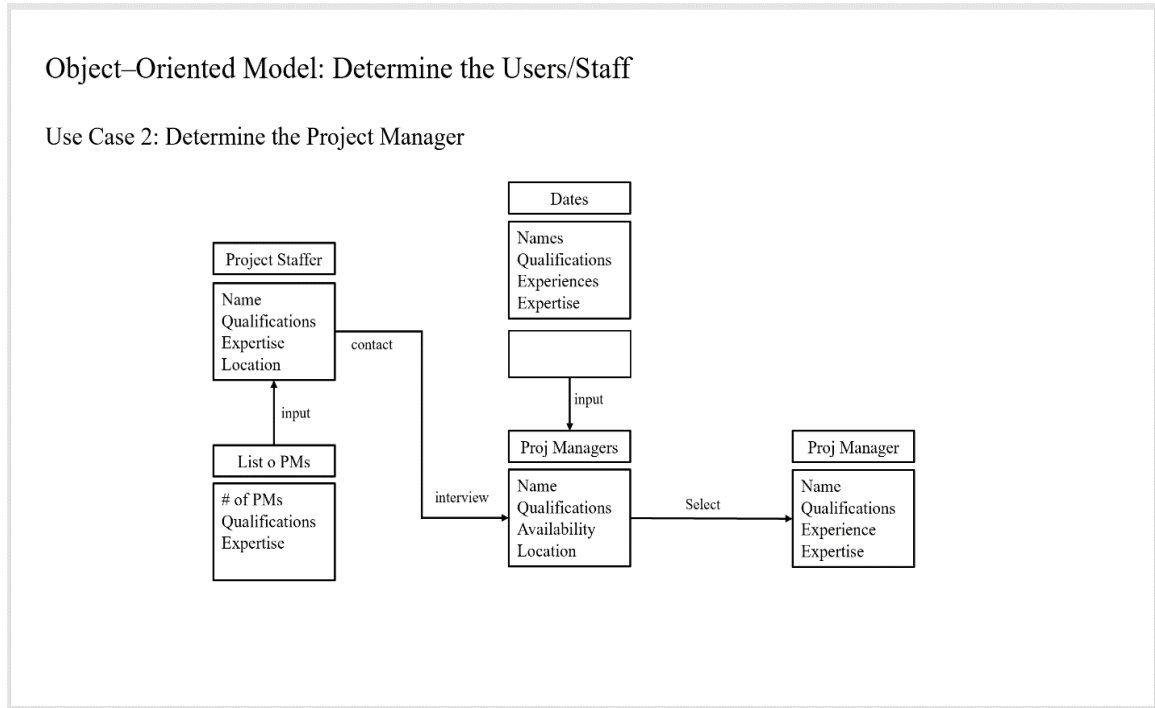 Object–Oriented Model: Determine the Users/Staff
Use Case 2: Determine the Project Manager
Dates
Names
Qualifications
Experiences
Expertise
Project Staffer
Name
Qualifications
Expertise
Location
contact
input
List o PMs
# of PMs
Qualifications
Expertise
input
interview
Proj Managers
Name
Qualifications
Availability
Location
Select
Proj Manager
Name
Qualifications
Experience
Expertise